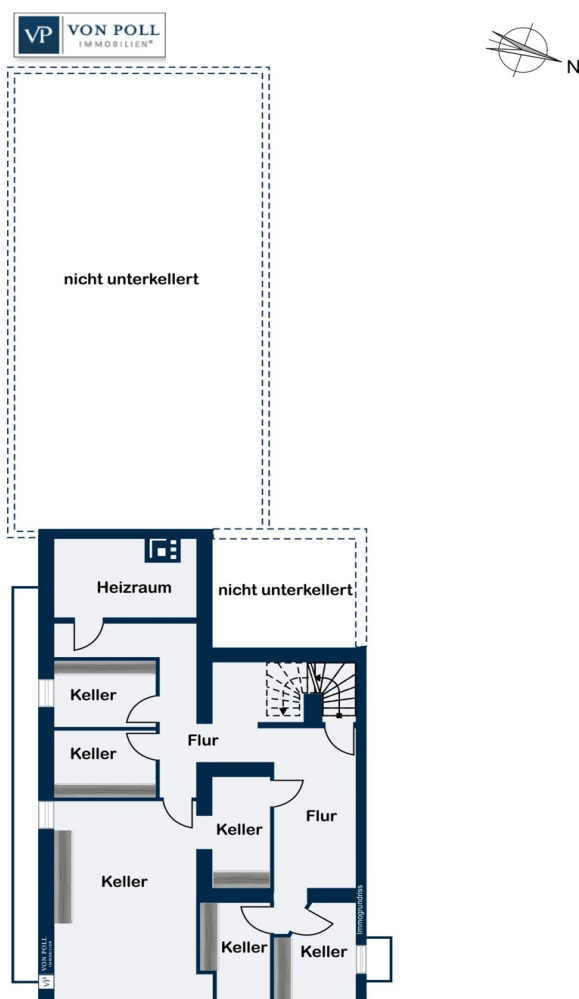 VP VON POLL
IMMOBILIEN®
N
nicht unterkellert
Heizraum
nicht unterkellert
Keller
Flur
Keller
Flur
Keller
Keller
Immogrundriss
Keller
Keller
VP VON POLL
IMMOBILIEN